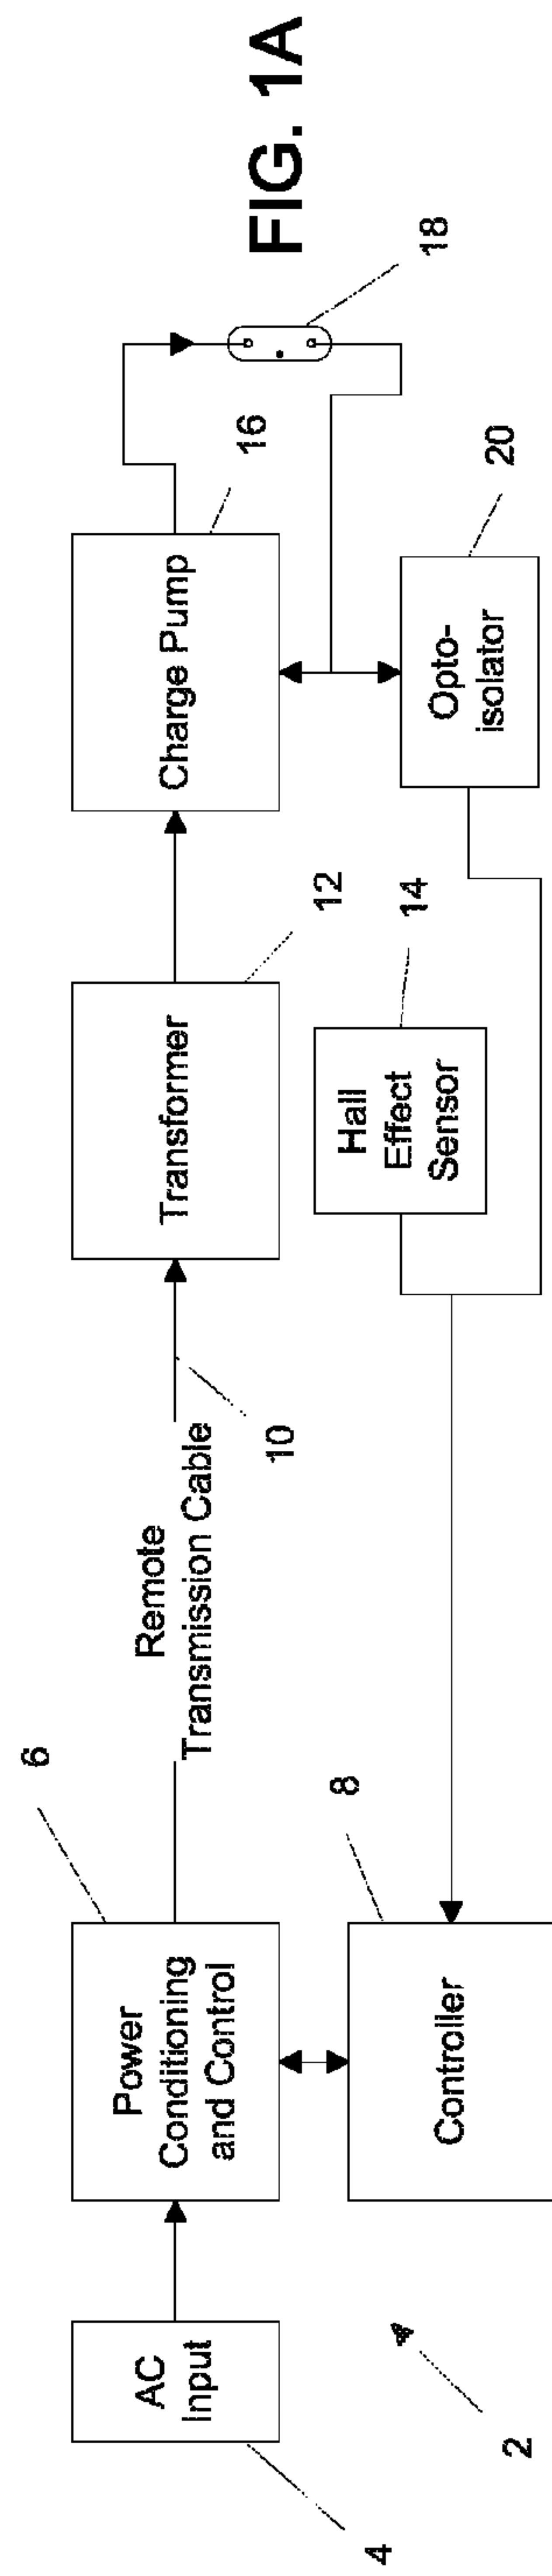 FIG. 1A
AC
Input
4
Power
Conditioning
and Control
6
Remote
Transmission Cable
10
Transformer
12
Charge Pump
16
18
Controller
8
Hall
Effect
Sensor
14
Opto-
isolator
20
2